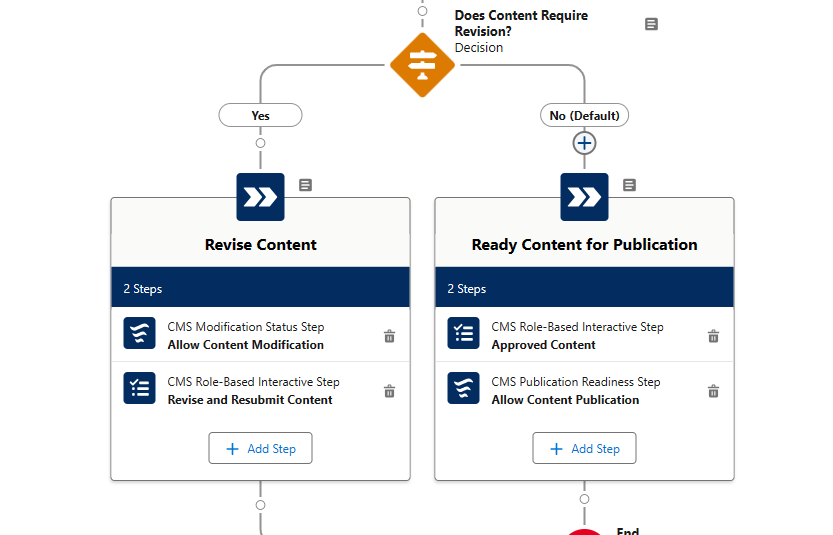 Does Content Require
Revision?
Decision
Yes
No (Default)
Revise Content
2 Steps
CMS Modification Status Step
Allow Content Modification
CMS Role-Based Interactive Step
Revise and Resubmit Content
Add Step
Ready Content for Publication
2 Steps
CMS Role-Based Interactive Step
Approved Content
CMS Publication Readiness Step
Allow Content Publication
Add Step
End